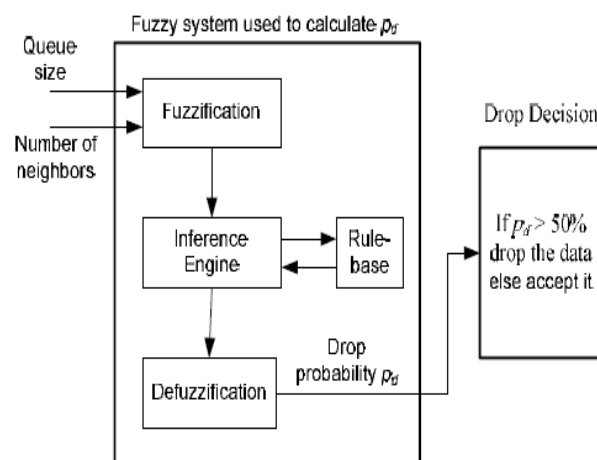 Fuzzy system used to calculate p_d
Queue
size
Number of
neighbors
Fuzzification
Inference
Engine
Rule-
base
Defuzzification
Drop
probability p_d
Drop Decision
If p_d > 50%
drop the data
else accept it